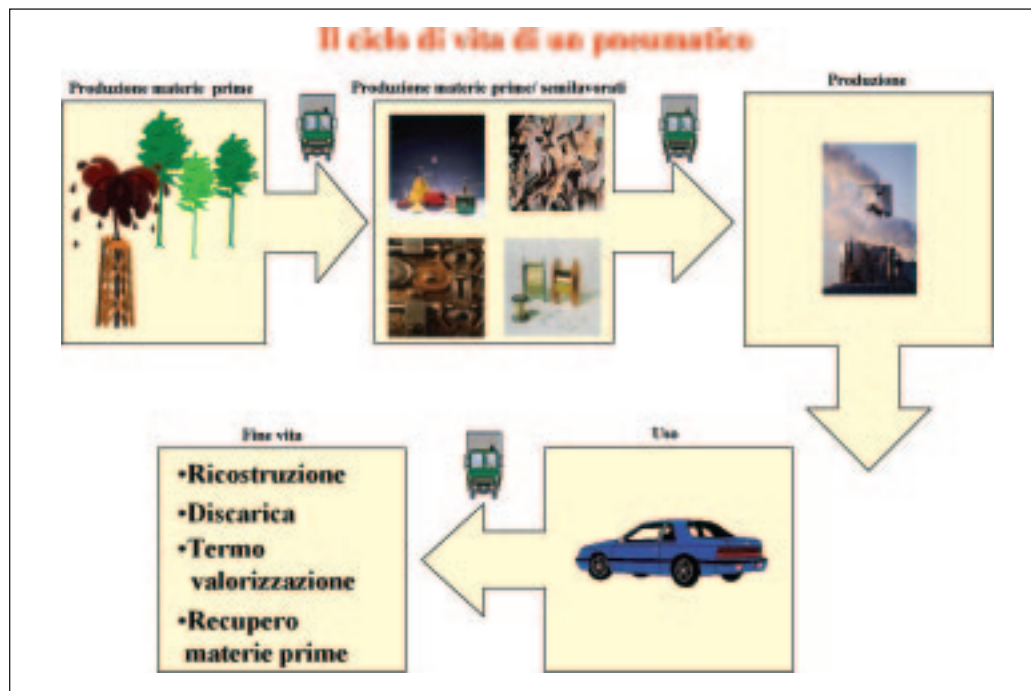 Il ciclo di vita di un pneumatico
Produzione materie prime
Produzione materie prime/ semilavorati
Produzione
Fine vita
•Ricostruzione
•Discarica
•Termo
valorizzazione
•Recupero
materie prime
Uso